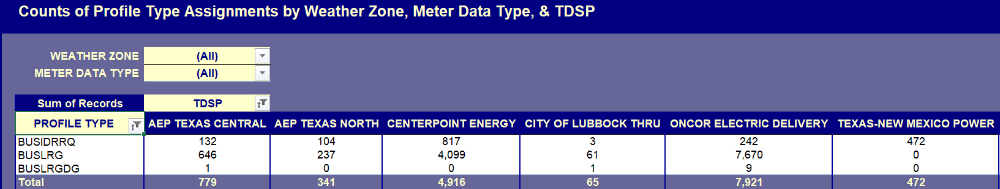 Counts of Profile Type Assignments by Weather Zone, Meter Data Type, & TDSP
WEATHER ZONE (All)
METER DATA TYPE (All)
Sum of Records TDSP
PROFILE TYPE AEP TEXAS CENTRAL AEP TEXAS NORTH CENTERPOINT ENERGY CITY OF LUBBOCK THRU ONCOR ELECTRIC DELIVERY TEXAS-NEW MEXICO POWER
BUSIDRRQ 132 104 817 3 242 472
BUSLRG 646 237 4,099 61 7,670 0
BUSLRGDG 1 0 0 1 9 0
Total 779 341 4,916 65 7,921 472